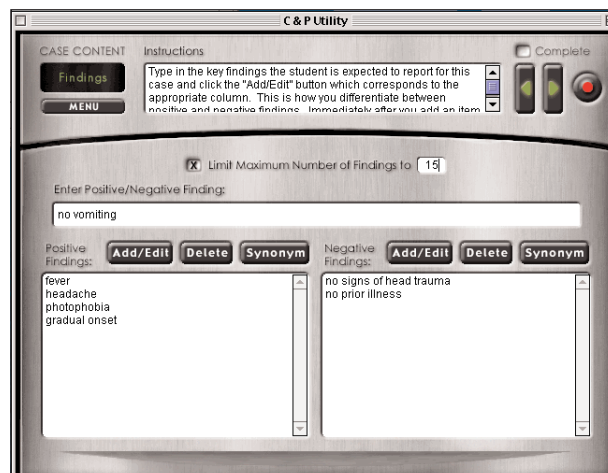 C & P Utility
CASE CONTENT
Findings
MENU
Instructions
Type in the key findings the student is expected to report for this
case and click the "Add/Edit" button which corresponds to the
appropriate column. This is how you differentiate between
positive and negative findings. Immediately after you add an item
Complete
X Limit Maximum Number of Findings to 15
Enter Positive/Negative Finding:
no vomiting
Positive
Findings:
Add/Edit Delete Synonym
fever
headache
photophobia
gradual onset
Negative
Findings:
Add/Edit Delete Synonym
no signs of head trauma
no prior illness